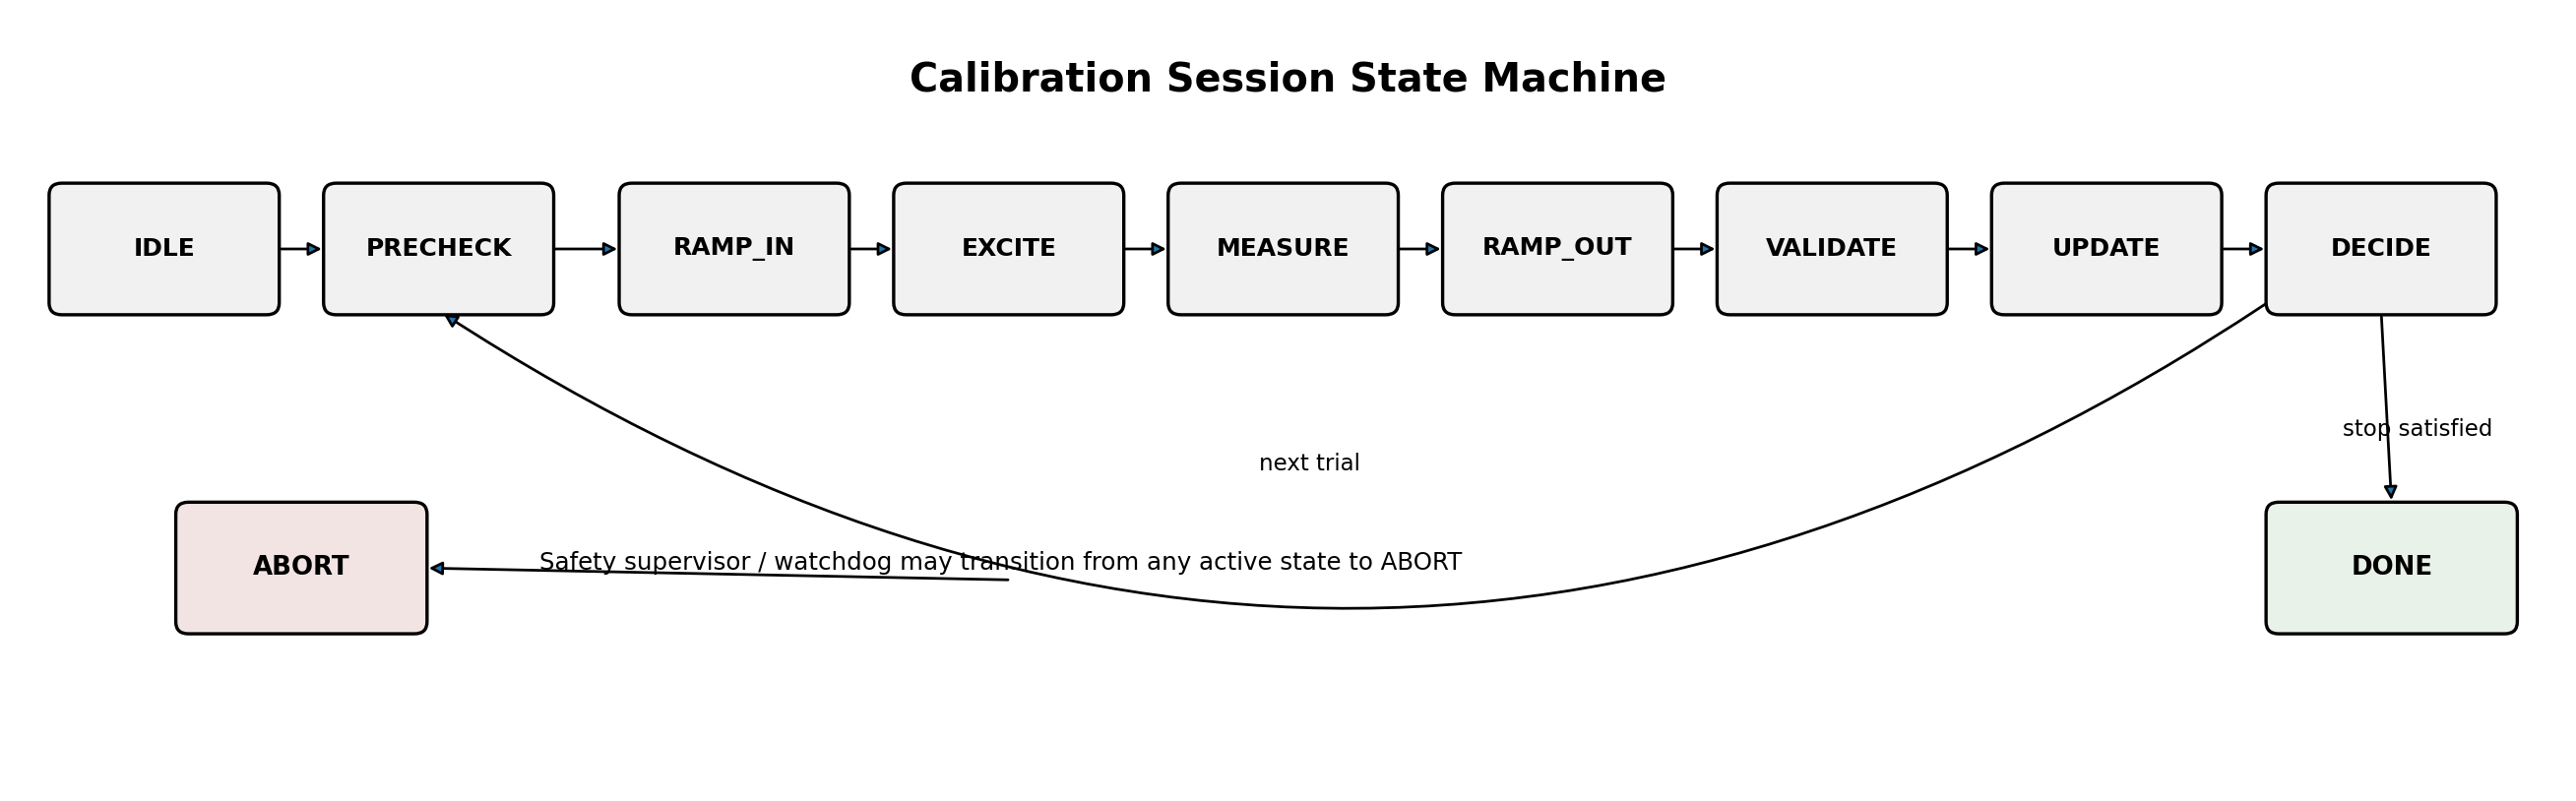 Calibration Session State Machine
IDLE
PRECHECK
RAMP_IN
EXCITE
MEASURE
RAMP_OUT
VALIDATE
UPDATE
DECIDE
stop satisfied
next trial
Safety supervisor / watchdog may transition from any active state to ABORT
ABORT
DONE